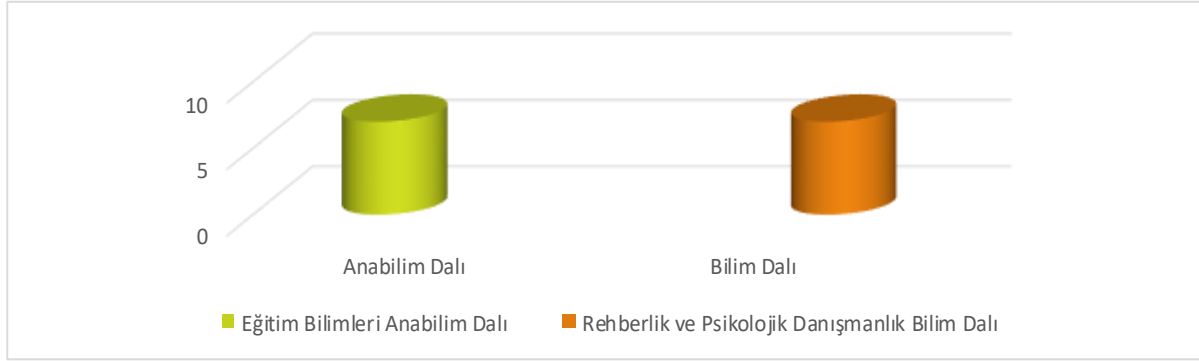 10
5
0
Anabilim Dalı Bilim Dalı
Eğitim Bilimleri Anabilim Dalı Rehberlik ve Psikolojik Danışmanlık Bilim Dalı